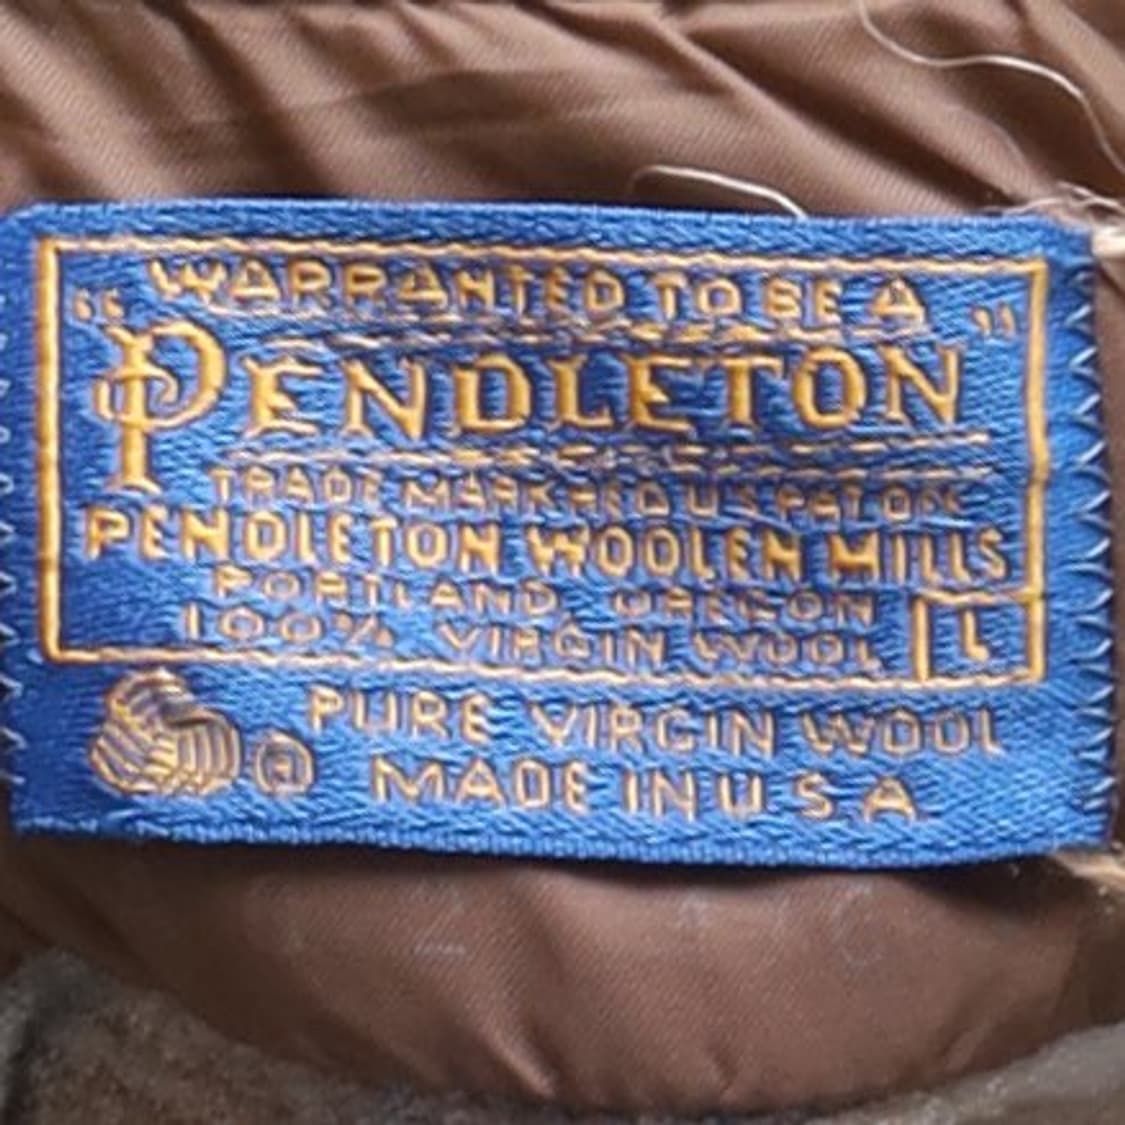 WARRANTED TO BE A
"PENDLETON"
TRADE MARK REG U S PAT OFF
PENDLETON WOOLEN MILLS
PORTLAND, OREGON
100% VIRGIN WOOL L
PURE VIRGIN WOOL
® MADE IN U.S.A.